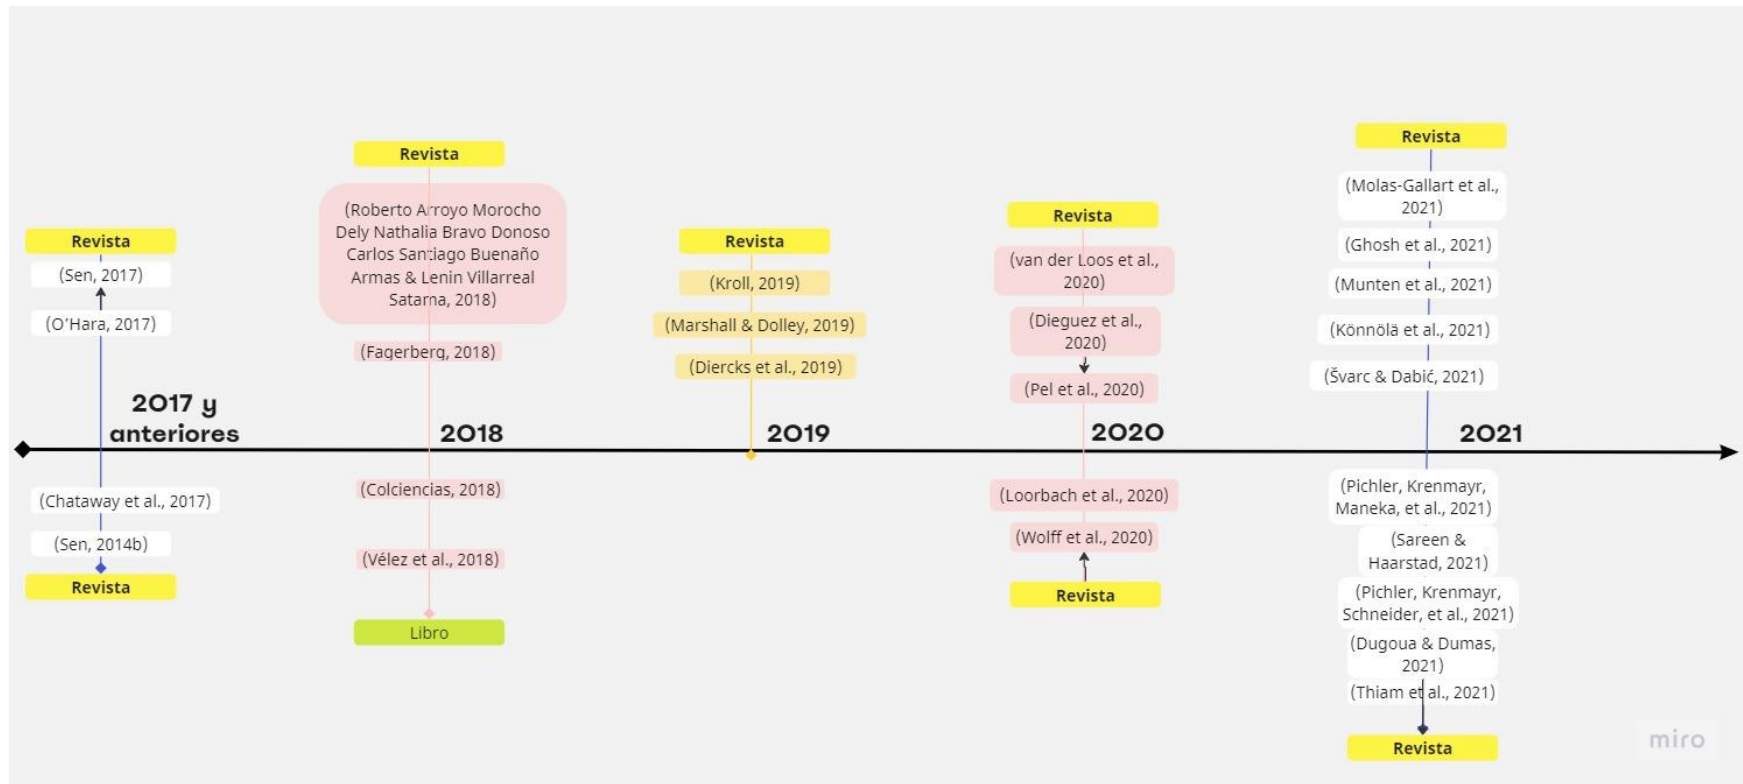 Revista
(Sen, 2017)
(O'Hara, 2017)
2017 y
anteriores
(Chataway et al., 2017)
(Sen, 2014b)
Revista
Revista
(Roberto Arroyo Morocho
Dely Nathalia Bravo Donoso
Carlos Santiago Buenaño
Armas & Lenin Villarreal
Satama, 2018)
(Fagerberg, 2018)
2018
(Colciencias, 2018)
(Vélez et al., 2018)
Libro
Revista
(Kroll, 2019)
(Marshall & Dolley, 2019)
(Diercks et al., 2019)
2019
Revista
(van der Loos et al.,
2020)
(Dieguez et al.,
2020)
(Pel et al., 2020)
2020
(Loorbach et al., 2020)
(Wolff et al., 2020)
Revista
Revista
(Molas-Gallart et al.,
2021)
(Ghosh et al., 2021)
(Munten et al., 2021)
(Könnölä et al., 2021)
(Švarc & Dabić, 2021)
2021
(Pichler, Krenmayr,
Maneka, et al., 2021)
(Sareen &
Haarstad, 2021)
(Pichler, Krenmayr,
Schneider, et al., 2021)
(Dugoua & Dumas,
2021)
(Thiam et al., 2021)
Revista
miro